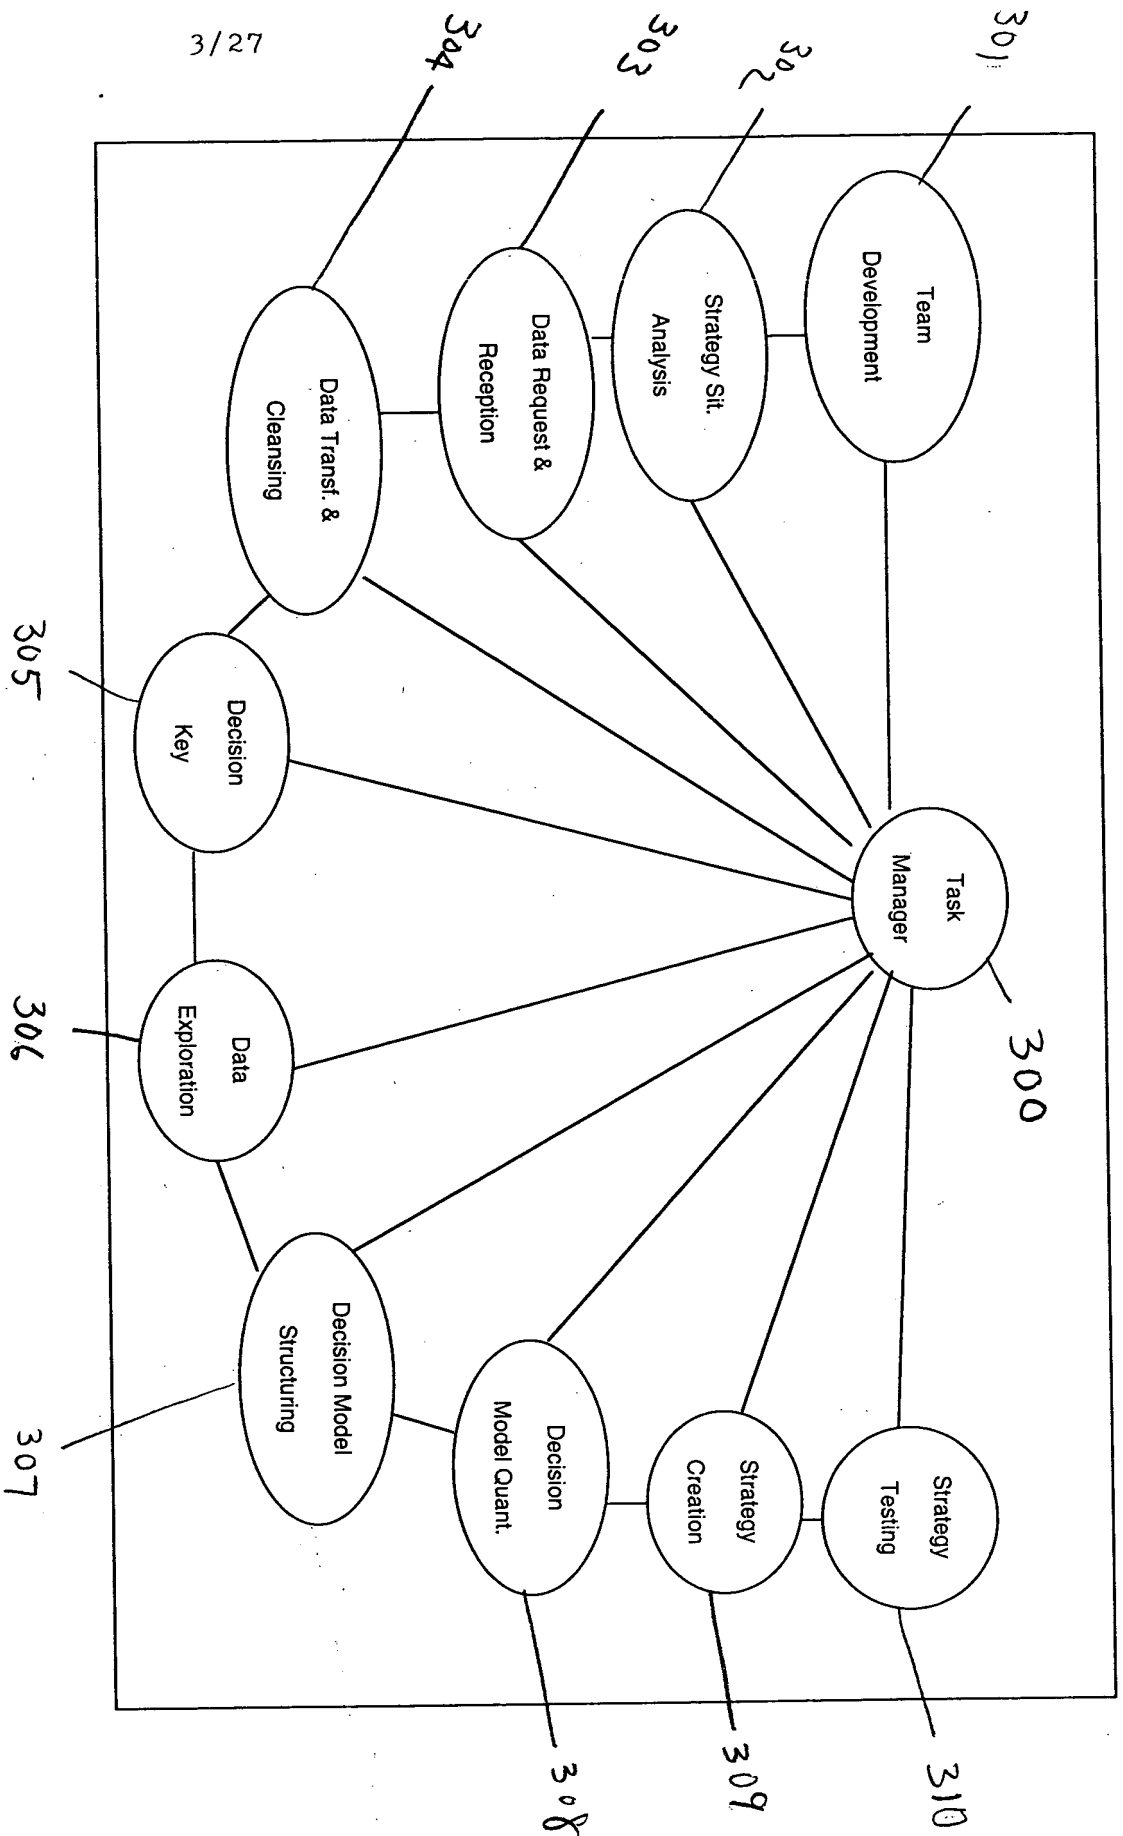 3/27
301
302
303
304
Team
Development
Strategy Sit.
Analysis
Data Request &
Reception
Data Transf. &
Cleansing
Decision
Key
Data
Exploration
Decision Model
Structuring
Decision
Model Quant.
Strategy
Creation
Strategy
Testing
Task
Manager
300
305
306
307
308
309
310